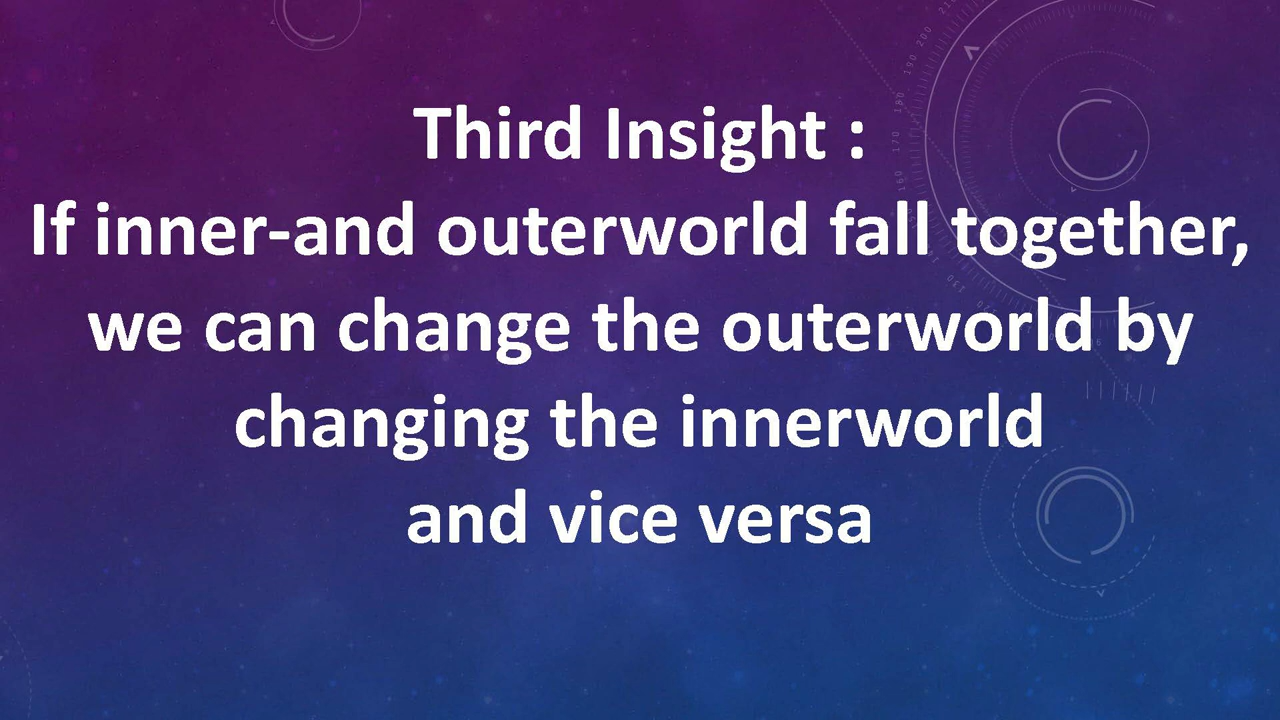 Third Insight :
If inner-and outerworld fall together,
we can change the outerworld by
changing the innerworld
and vice versa